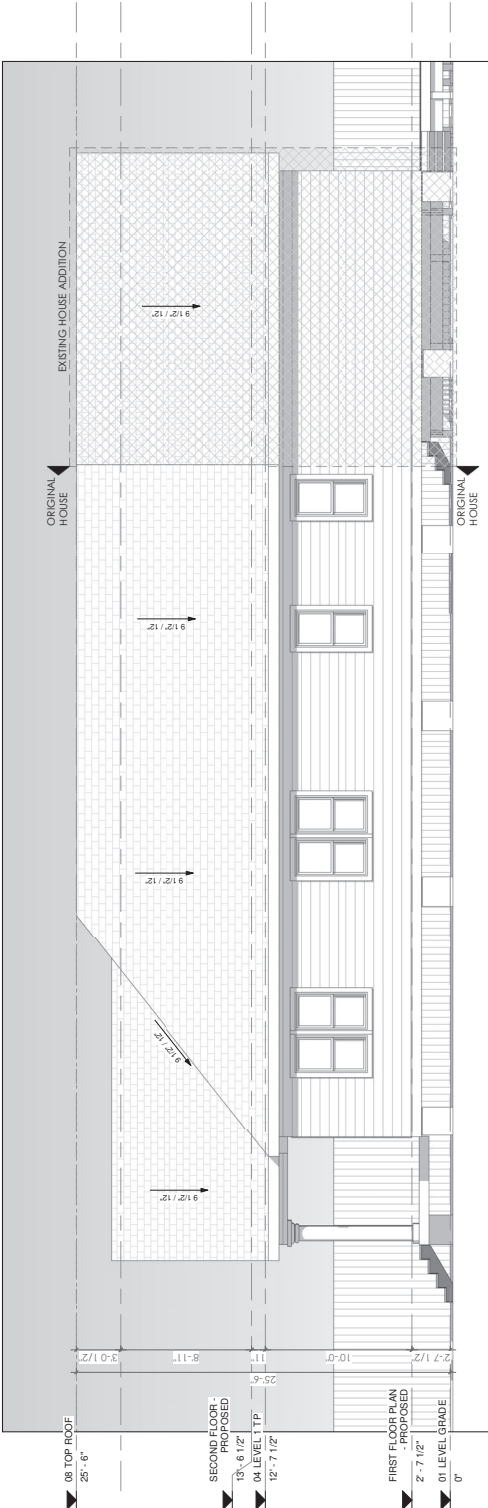 EXISTING HOUSE ADDITION
ORIGINAL
HOUSE
ORIGINAL
HOUSE
9 1/2" / 12"
9 1/2" / 12"
9 1/2" / 12"
9 1/2" / 12"
9 1/2" / 12"
3'-0 1/2"
8'-11"
11"
10'-0"
2'-7 1/2"
25'-6"
08 TOP ROOF
25' - 6"
SECOND FLOOR -
PROPOSED
13' - 6 1/2"
04 LEVEL 1 TP
12' - 7 1/2"
FIRST FLOOR PLAN
- PROPOSED
2' - 7 1/2"
01 LEVEL GRADE
0"